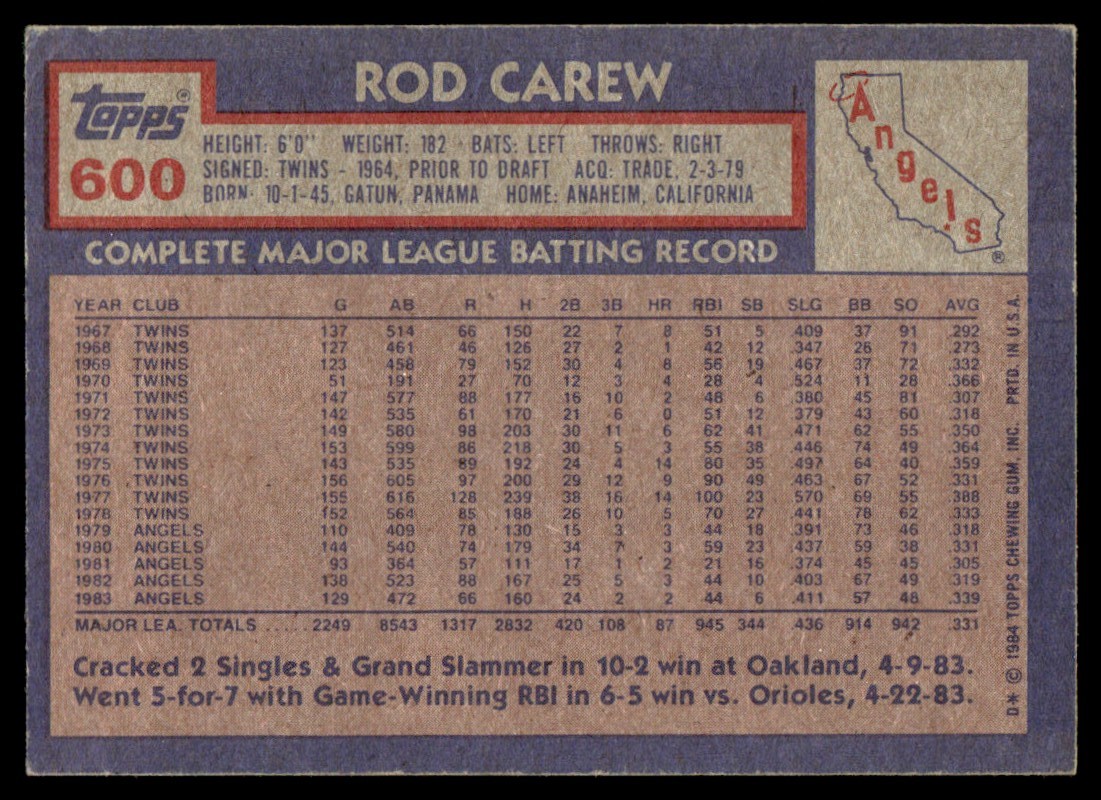 ROD CAREW
Topps®
600
HEIGHT: 6'0" WEIGHT: 182 BATS: LEFT THROWS: RIGHT
SIGNED: TWINS - 1964, PRIOR TO DRAFT ACQ: TRADE, 2-3-79
BORN: 10-1-45, GATUN, PANAMA HOME: ANAHEIM, CALIFORNIA
Angels
®
COMPLETE MAJOR LEAGUE BATTING RECORD
YEAR CLUB G AB R H 2B 3B HR RBI SB SLG BB SO AVG
1967 TWINS 137 514 66 150 22 7 8 51 5 .409 37 91 .292
1968 TWINS 127 461 46 126 27 2 1 42 12 .347 26 71 .273
1969 TWINS 123 458 79 152 30 4 8 56 19 .467 37 72 .332
1970 TWINS 51 191 27 70 12 3 4 28 4 .524 11 28 .366
1971 TWINS 147 577 88 177 16 10 2 48 6 .380 45 81 .307
1972 TWINS 142 535 61 170 21 6 0 51 12 .379 43 60 .318
1973 TWINS 149 580 98 203 30 11 6 62 41 .471 62 55 .350
1974 TWINS 153 599 86 218 30 5 3 55 38 .446 74 49 .364
1975 TWINS 143 535 89 192 24 4 14 80 35 .497 64 40 .359
1976 TWINS 156 605 97 200 29 12 9 90 49 .463 67 52 .331
1977 TWINS 155 616 128 239 38 16 14 100 23 .570 69 55 .388
1978 TWINS 152 564 85 188 26 10 5 70 27 .441 78 62 .333
1979 ANGELS 110 409 78 130 15 3 3 44 18 .391 73 46 .318
1980 ANGELS 144 540 74 179 34 7 3 59 23 .437 59 38 .331
1981 ANGELS 93 364 57 111 17 1 2 21 16 .374 45 45 .305
1982 ANGELS 138 523 88 167 25 5 3 44 10 .403 67 49 .319
1983 ANGELS 129 472 66 160 24 2 2 44 6 .411 57 48 .339
MAJOR LEA. TOTALS ..... 2249 8543 1317 2832 420 108 87 945 344 .436 914 942 .331
Cracked 2 Singles & Grand Slammer in 10-2 win at Oakland, 4-9-83.
Went 5-for-7 with Game-Winning RBI in 6-5 win vs. Orioles, 4-22-83.
D* © 1984 TOPPS CHEWING GUM, INC. PRTD. IN U.S.A.